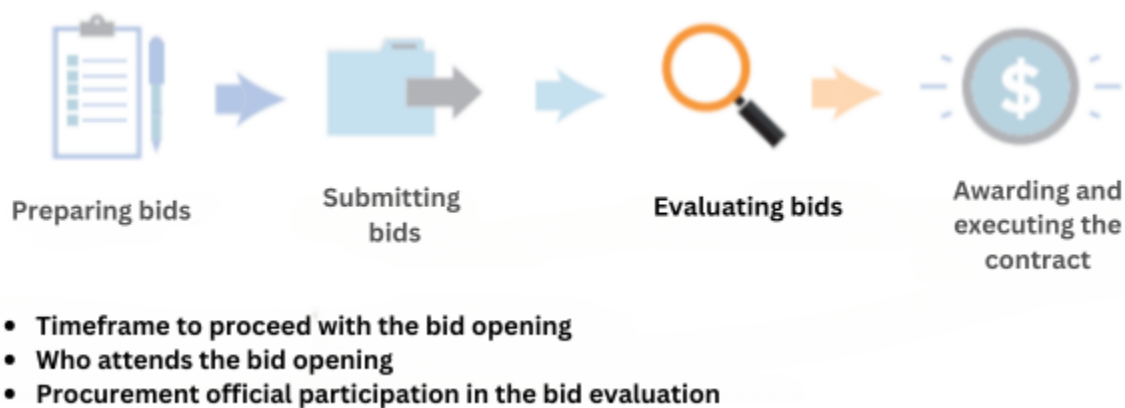 $
Preparing bids
Submitting
bids
Evaluating bids
Awarding and
executing the
contract
• Timeframe to proceed with the bid opening
• Who attends the bid opening
• Procurement official participation in the bid evaluation